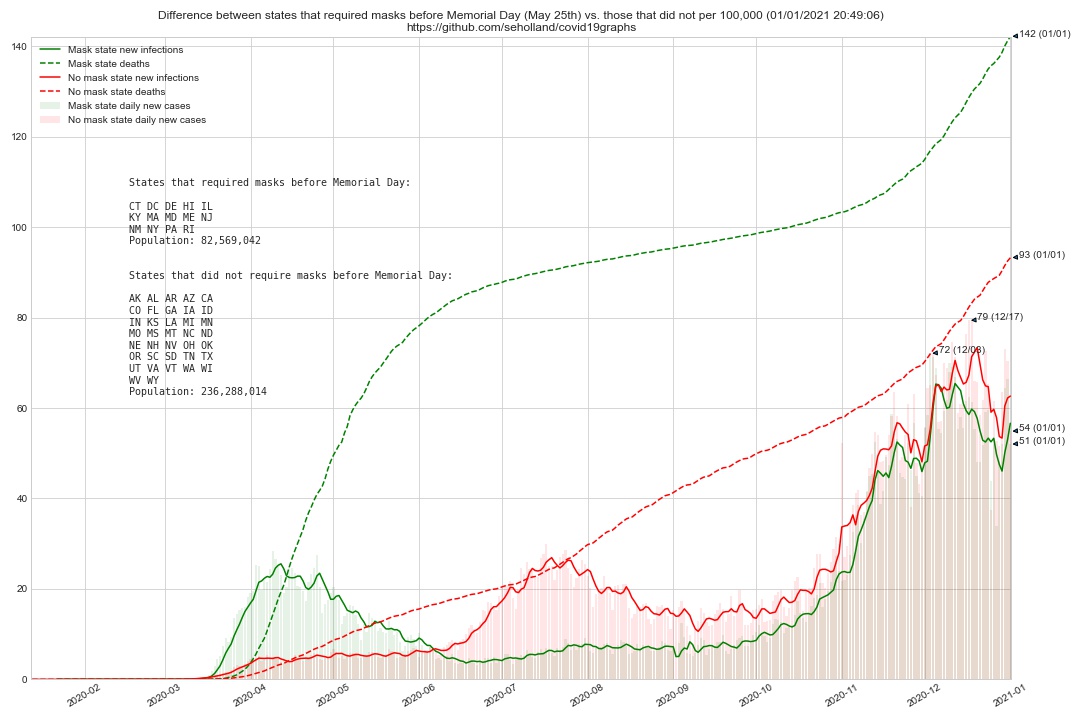 Difference between states that required masks before Memorial Day (May 25th) vs. those that did not per 100,000 (01/01/2021 20:49:06)
https://github.com/seholland/covid19graphs
Mask state new infections
Mask state deaths
No mask state new infections
No mask state deaths
Mask state daily new cases
No mask state daily new cases
States that required masks before Memorial Day:
CT DC DE HI IL
KY MA MD ME NJ
NM NY PA RI
Population: 82,569,042
States that did not require masks before Memorial Day:
AK AL AR AZ CA
CO FL GA IA ID
IN KS LA MI MN
MO MS MT NC ND
NE NH NV OH OK
OR SC SD TN TX
UT VA VT WA WI
WV WY
Population: 236,288,014
142 (01/01)
93 (01/01)
79 (12/17)
72 (12/03)
54 (01/01)
51 (01/01)
140
120
100
80
60
40
20
0
2020-02
2020-03
2020-04
2020-05
2020-06
2020-07
2020-08
2020-09
2020-10
2020-11
2020-12
2021-01